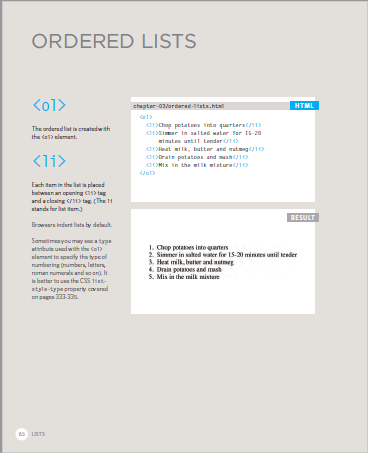 ORDERED LISTS
<ol>
The ordered list is created with
the <ol> element.
<li>
Each item in the list is placed
between an opening <li> tag
and a closing </li> tag. (The li
stands for list item.)
Browsers indent lists by default.
Sometimes you may see a type
attribute used with the <ol>
element to specify the type of
numbering (numbers, letters,
roman numerals and so on). It
is better to use the CSS list-
style-type property covered
on pages 333-335.
chapter-03/ordered-lists.html
HTML
<ol>
<li>Chop potatoes into quarters</li>
<li>Simmer in salted water for 15-20
minutes until tender</li>
<li>Heat milk, butter and nutmeg</li>
<li>Drain potatoes and mash</li>
<li>Mix in the milk mixture</li>
</ol>
RESULT
1. Chop potatoes into quarters
2. Simmer in salted water for 15-20 minutes until tender
3. Heat milk, butter and nutmeg
4. Drain potatoes and mash
5. Mix in the milk mixture
LISTS